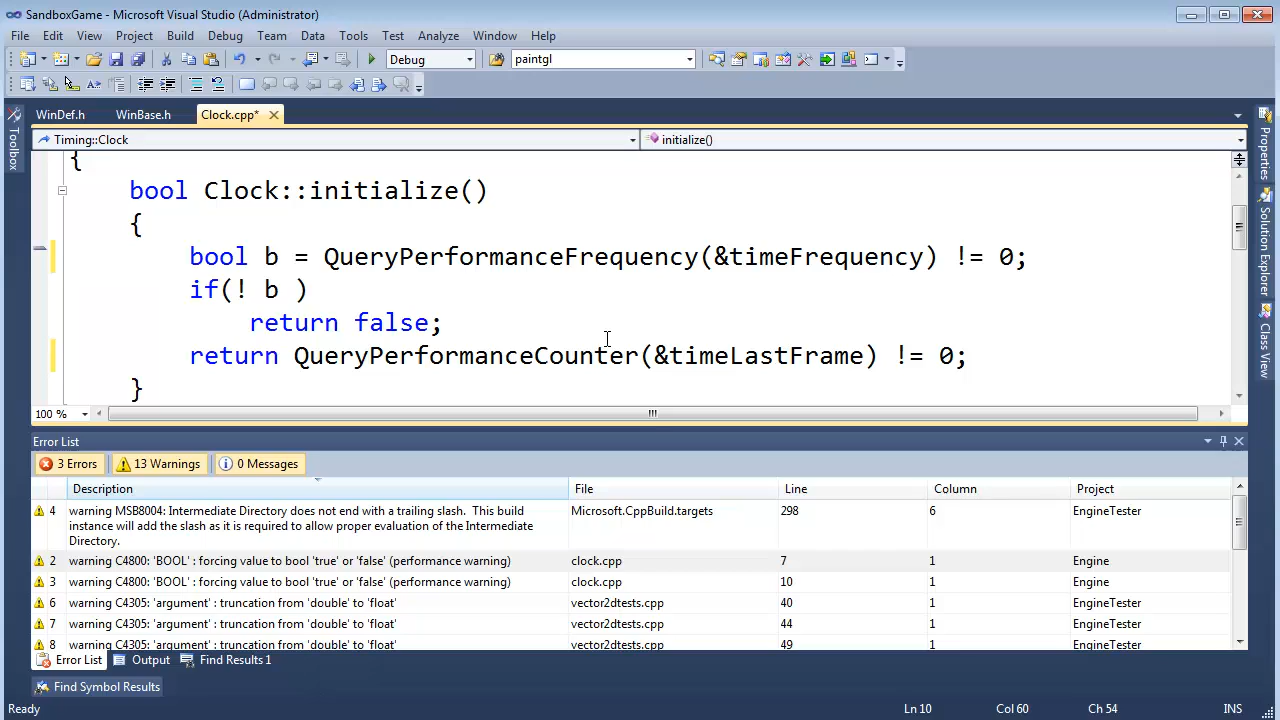 SandboxGame - Microsoft Visual Studio (Administrator)
File Edit View Project Build Debug Team Data Tools Test Analyze Window Help
Debug paintgl
WinDef.h WinBase.h Clock.cpp*
Timing::Clock initialize()
{
bool Clock::initialize()
{
bool b = QueryPerformanceFrequency(&timeFrequency) != 0;
if(! b )
return false;
return QueryPerformanceCounter(&timeLastFrame) != 0;
}
100 %
Toolbox
Properties
Solution Explorer
Class View
Error List
3 Errors 13 Warnings 0 Messages
Description File Line Column Project
4 warning MSB8004: Intermediate Directory does not end with a trailing slash. This build Microsoft.CppBuild.targets 298 6 EngineTester
instance will add the slash as it is required to allow proper evaluation of the Intermediate
Directory.
2 warning C4800: 'BOOL' : forcing value to bool 'true' or 'false' (performance warning) clock.cpp 7 1 Engine
3 warning C4800: 'BOOL' : forcing value to bool 'true' or 'false' (performance warning) clock.cpp 10 1 Engine
6 warning C4305: 'argument' : truncation from 'double' to 'float' vector2dtests.cpp 40 1 EngineTester
7 warning C4305: 'argument' : truncation from 'double' to 'float' vector2dtests.cpp 44 1 EngineTester
8 warning C4305: 'argument' : truncation from 'double' to 'float' vector2dtests.cpp 49 1 EngineTester
Error List Output Find Results 1
Find Symbol Results
Ready Ln 10 Col 60 Ch 54 INS